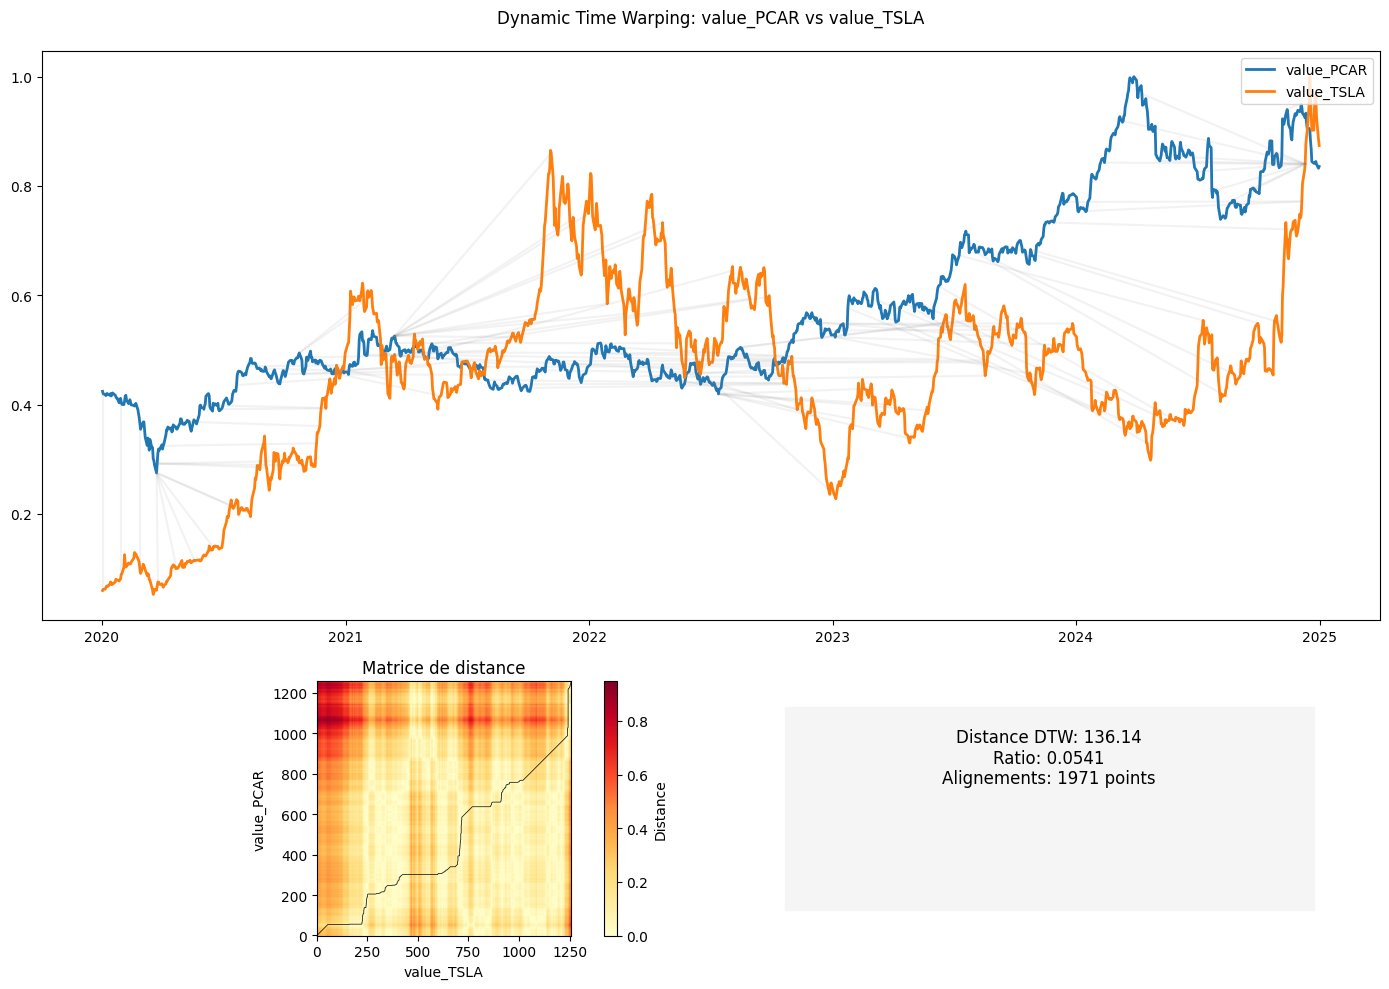 Dynamic Time Warping: value_PCAR vs value_TSLA
value_PCAR
value_TSLA
1.0
0.8
0.6
0.4
0.2
2020 2021 2022 2023 2024 2025
Matrice de distance
value_PCAR
1200
1000
800
600
400
200
0
0 250 500 750 1000 1250
value_TSLA
0.8
0.6
0.4
0.2
0.0
Distance
Distance DTW: 136.14
Ratio: 0.0541
Alignements: 1971 points